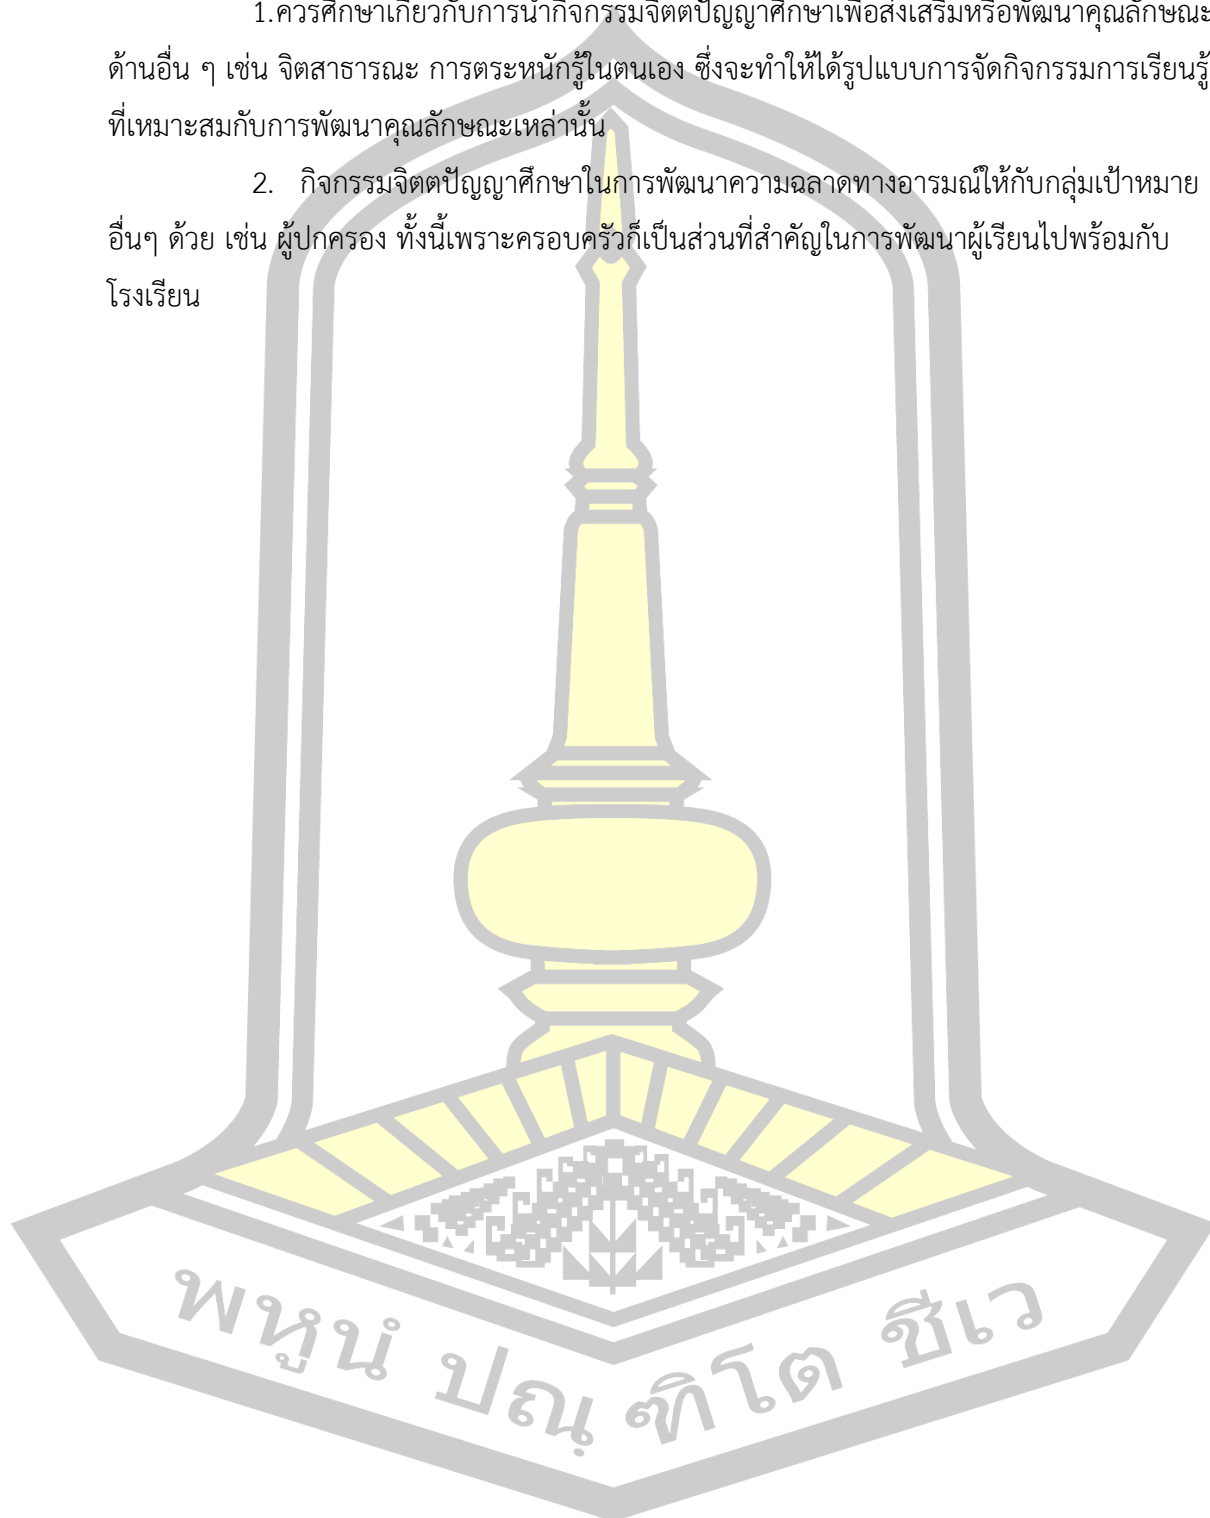 1.ควรศึกษาเกี่ยวกับการนำกิจกรรมจิตตปัญญาศึกษาเพื่อส่งเสริมหรือพัฒนาคุณลักษณะ
ด้านอื่น ๆ เช่น จิตสาธารณะ การตระหนักรู้ในตนเอง ซึ่งจะทำให้ได้รูปแบบการจัดกิจกรรมการเรียนรู้
ที่เหมาะสมกับการพัฒนาคุณลักษณะเหล่านั้น
2. กิจกรรมจิตตปัญญาศึกษาในการพัฒนาความฉลาดทางอารมณ์ให้กับกลุ่มเป้าหมาย
อื่นๆ ด้วย เช่น ผู้ปกครอง ทั้งนี้เพราะครอบครัวก็เป็นส่วนที่สำคัญในการพัฒนาผู้เรียนไปพร้อมกับ
โรงเรียน
พหูนํ ปณฺฑิโต ชีเว